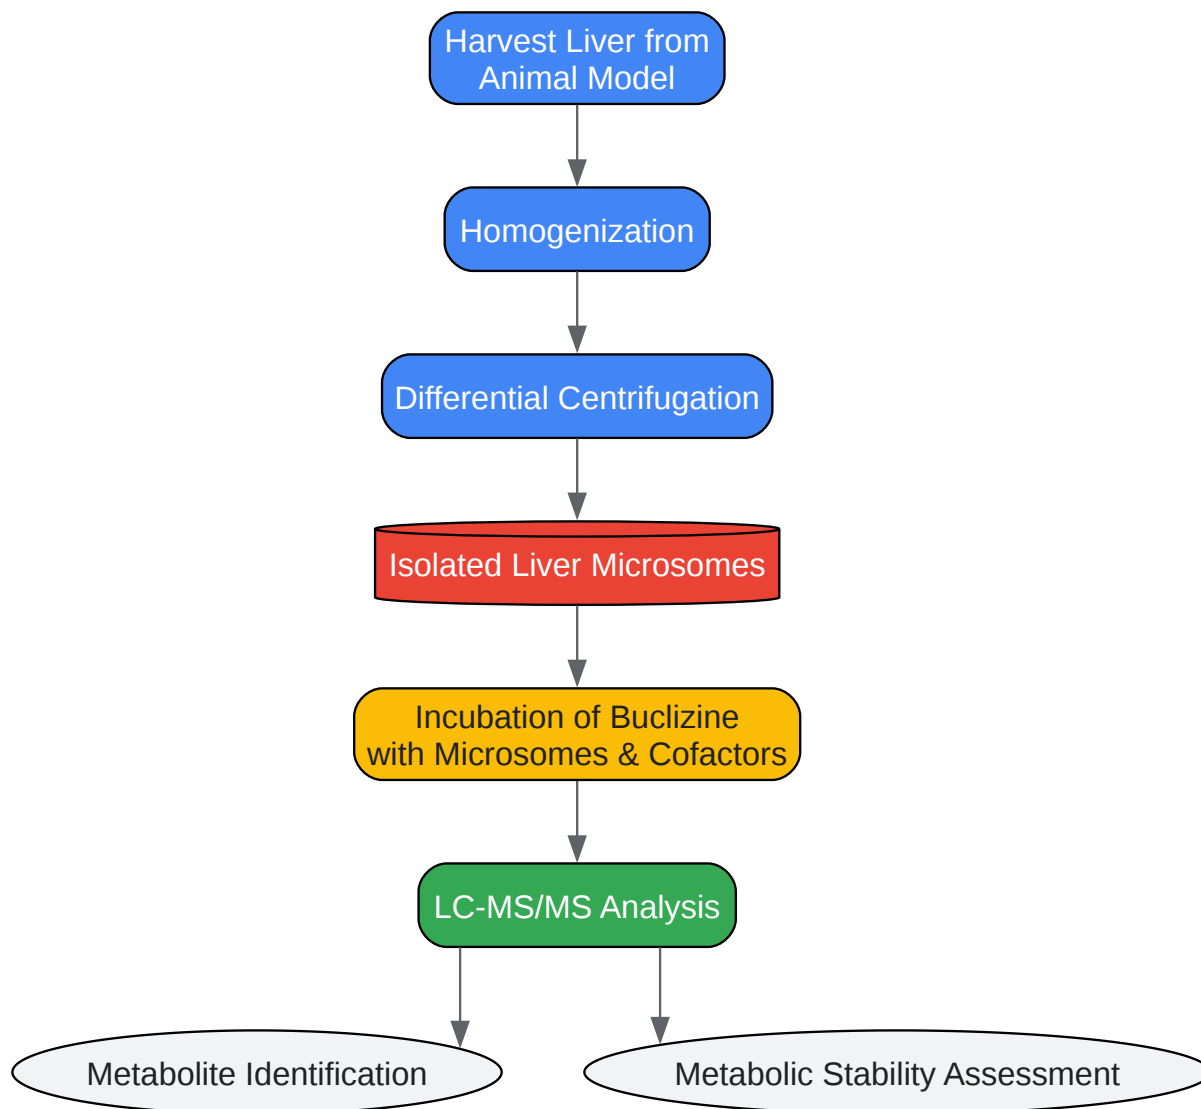 Harvest Liver from
Animal Model
Homogenization
Differential Centrifugation
Isolated Liver Microsomes
Incubation of Buclizine
with Microsomes & Cofactors
LC-MS/MS Analysis
Metabolite Identification
Metabolic Stability Assessment